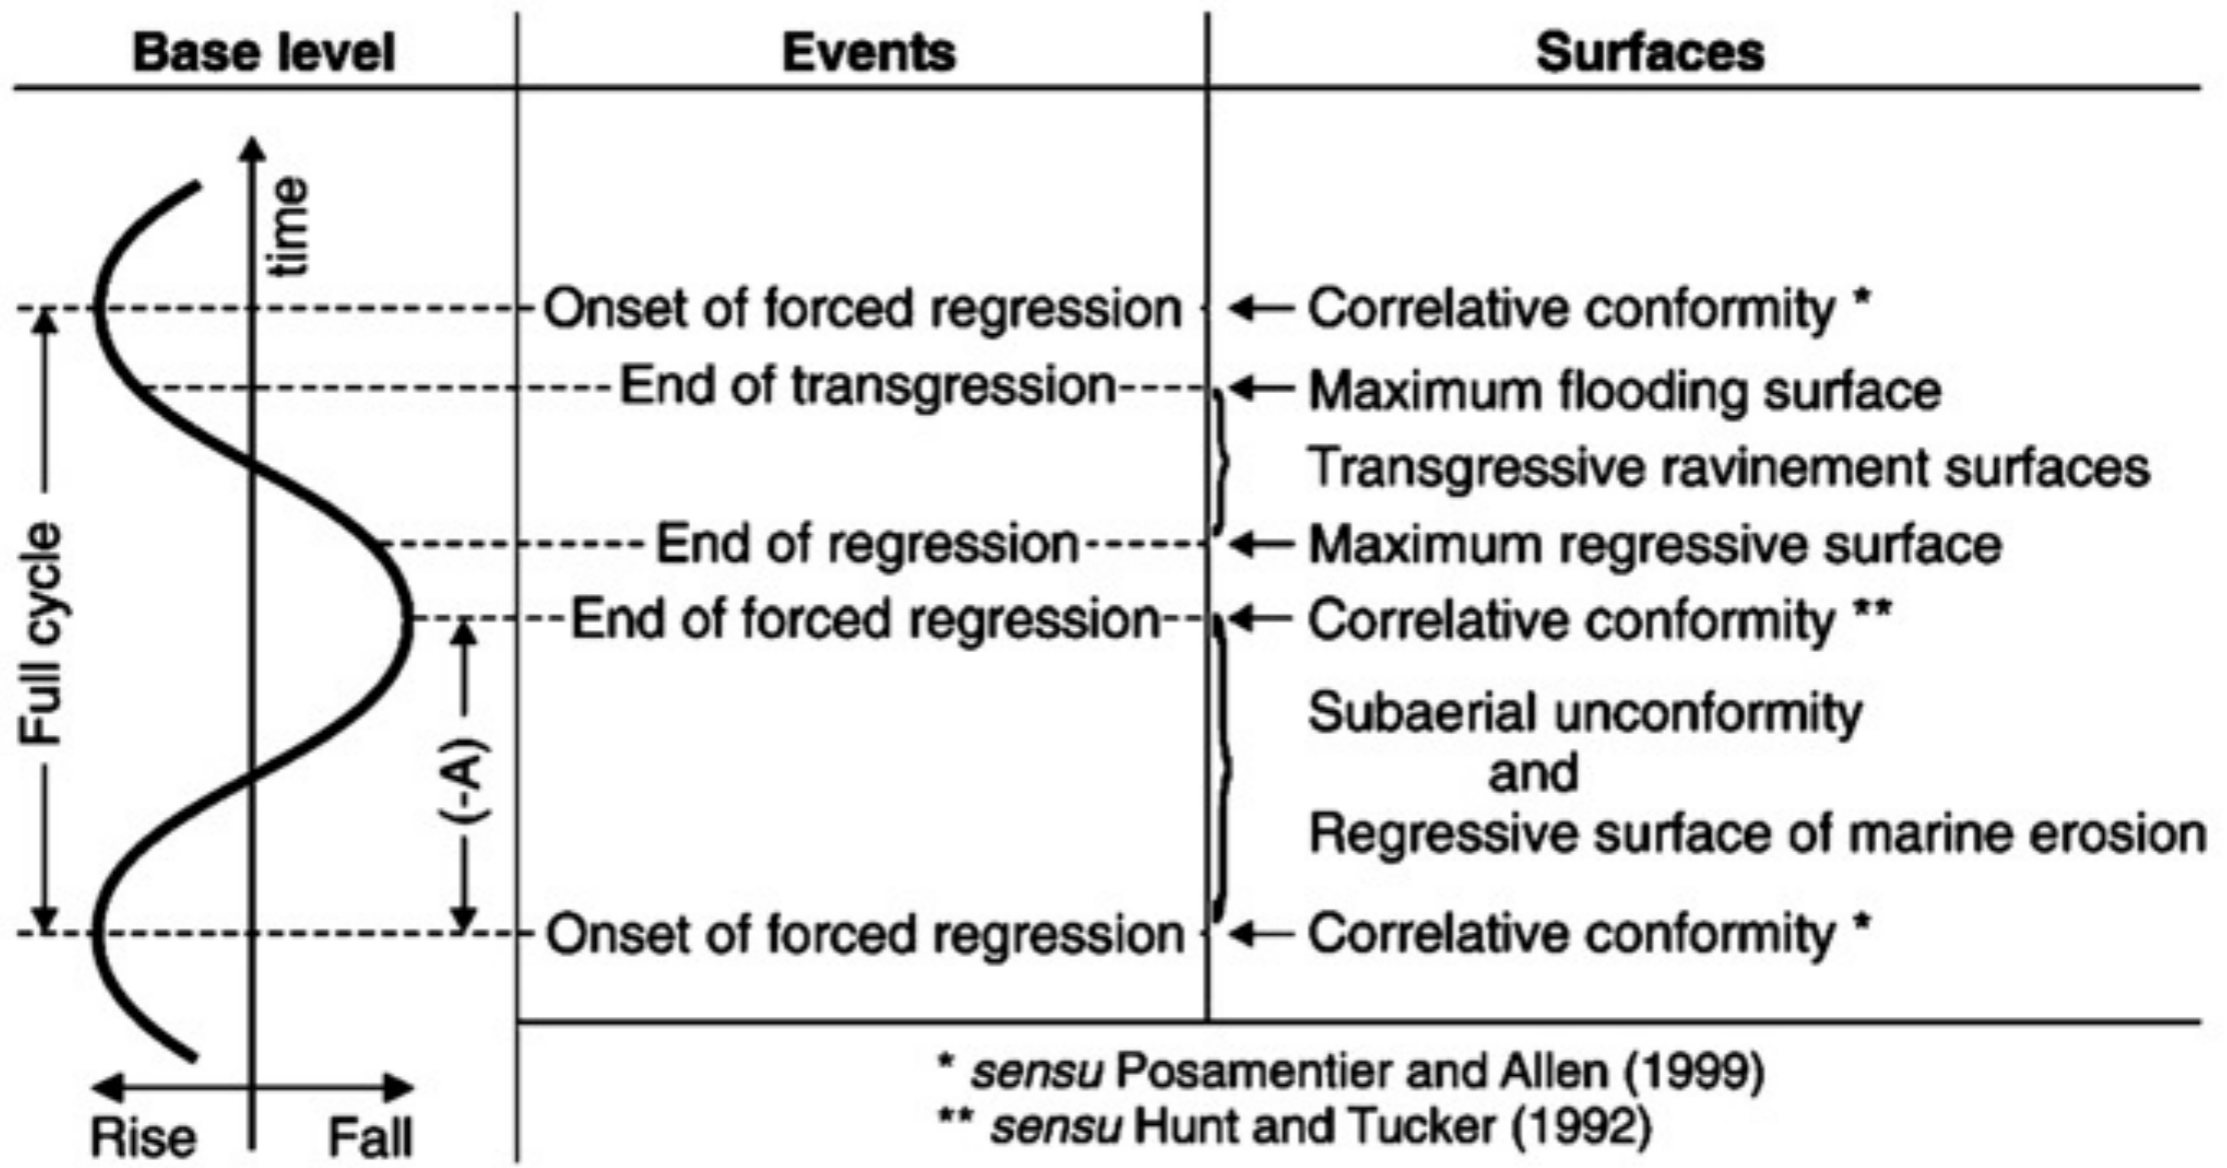 Base level
Events
Surfaces
time
Onset of forced regression
Correlative conformity *
End of transgression
Maximum flooding surface
Transgressive ravinement surfaces
End of regression
Maximum regressive surface
Full cycle
End of forced regression
Correlative conformity **
(-A)
Subaerial unconformity
and
Regressive surface of marine erosion
Onset of forced regression
Correlative conformity *
Rise
Fall
* sensu Posamentier and Allen (1999)
** sensu Hunt and Tucker (1992)